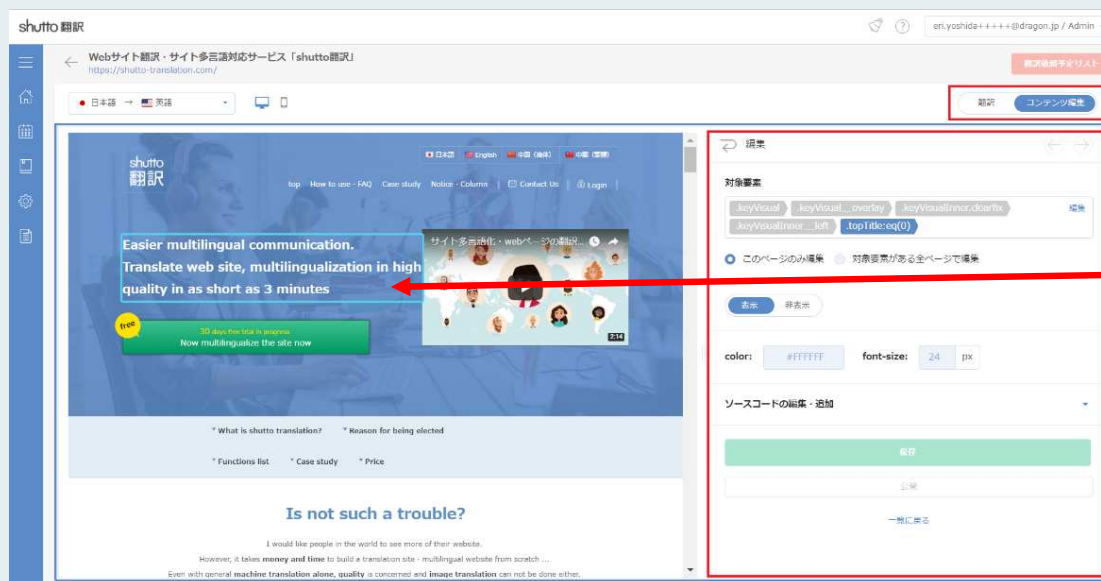 shutto 翻訳
eri.yoshida+++++@dragon.jp / Admin
Webサイト翻訳・サイト多言語対応サービス「shutto翻訳」
https://shutto-translation.com/
翻訳依頼予定リスト
日本語 → 英語
翻訳 コンテンツ編集
shutto
翻訳
日本語 English 中国 (簡体) 中国 (繁體)
top How to use・FAQ Case study Notice・Column Contact Us Login
Easier multilingual communication.
Translate web site, multilingualization in high
quality in as short as 3 minutes
サイト多言語化・webページの翻訳...
2:14
free
30 days free trial in progress
Now multilingualize the site now
* What is shutto translation? * Reason for being elected
* Functions list * Case study * Price
Is not such a trouble?
I would like people in the world to see more of their website.
However, it takes money and time to build a translation site - multilingual website from scratch ...
Even with general machine translation alone, quality is concerned and image translation can not be done either.
編集
対象要素
.keyVisual .keyVisual__overlay .keyVisualInner.clearfix 編集
.keyVisualInner__left .topTitle:eq(0)
このページのみ編集 対象要素がある全ページで編集
表示 非表示
color: #FFFFFF font-size: 24 px
ソースコードの編集・追加
保存
公開
一覧に戻る